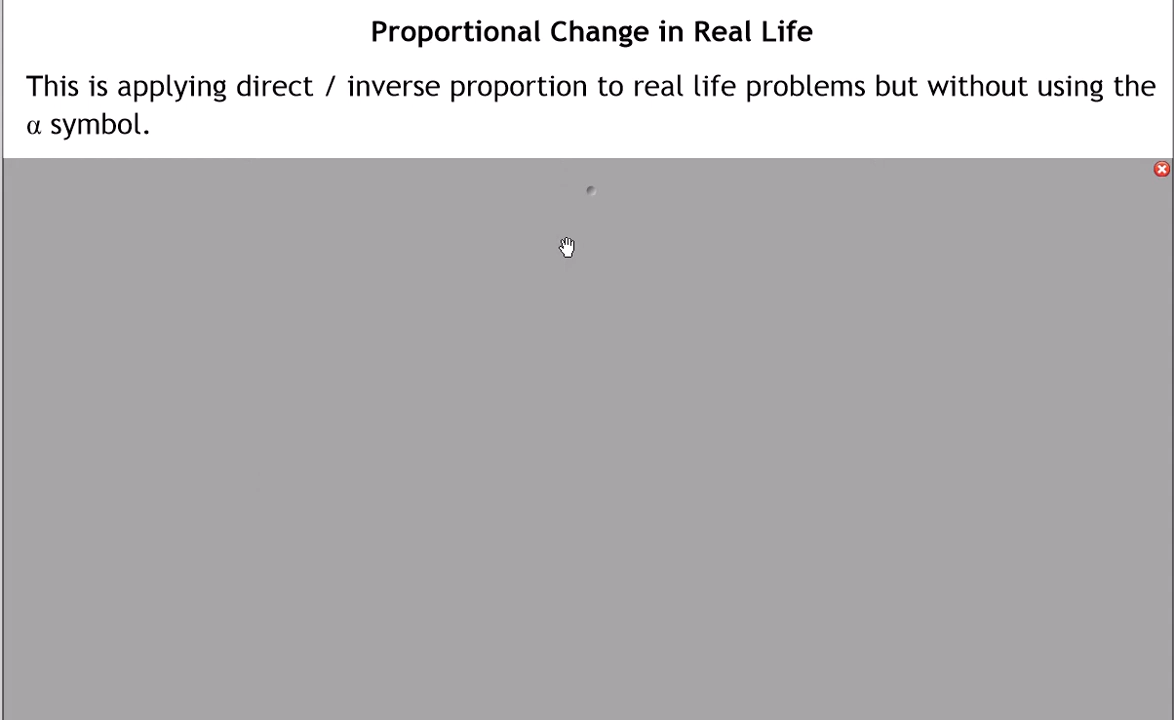 Proportional Change in Real Life
This is applying direct / inverse proportion to real life problems but without using the
α symbol.